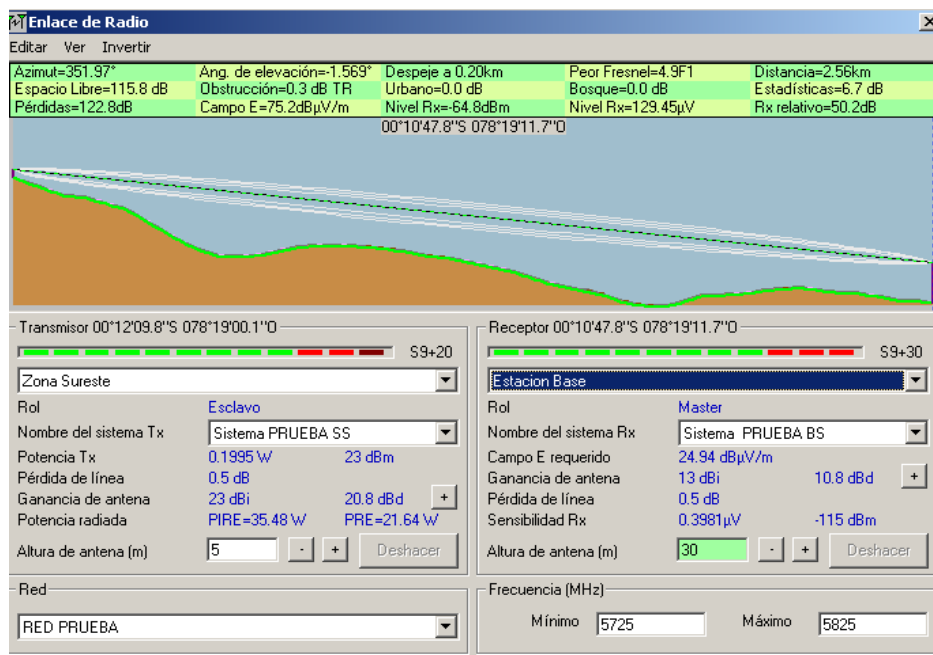 Enlace de Radio
Editar Ver Invertir
Azimut=351.97° Ang. de elevación=-1.569° Despeje a 0.20km Peor Fresnel=4.9F1 Distancia=2.56km
Espacio Libre=115.8 dB Obstrucción=0.3 dB TR Urbano=0.0 dB Bosque=0.0 dB Estadísticas=6.7 dB
Pérdidas=122.8dB Campo E=75.2dBµV/m Nivel Rx=-64.8dBm Nivel Rx=129.45µV Rx relativo=50.2dB
00°10'47.8''S 078°19'11.7''O
Transmisor 00°12'09.8''S 078°19'00.1''O
S9+20
Zona Sureste
Rol Esclavo
Nombre del sistema Tx Sistema PRUEBA SS
Potencia Tx 0.1995 W 23 dBm
Pérdida de línea 0.5 dB
Ganancia de antena 23 dBi 20.8 dBd +
Potencia radiada PIRE=35.48 W PRE=21.64 W
Altura de antena (m) 5 - + Deshacer
Red
RED PRUEBA
Receptor 00°10'47.8''S 078°19'11.7''O
S9+30
Estacion Base
Rol Master
Nombre del sistema Rx Sistema PRUEBA BS
Campo E requerido 24.94 dBµV/m
Ganancia de antena 13 dBi 10.8 dBd +
Pérdida de línea 0.5 dB
Sensibilidad Rx 0.3981µV -115 dBm
Altura de antena (m) 30 - + Deshacer
Frecuencia (MHz)
Mínimo 5725 Máximo 5825